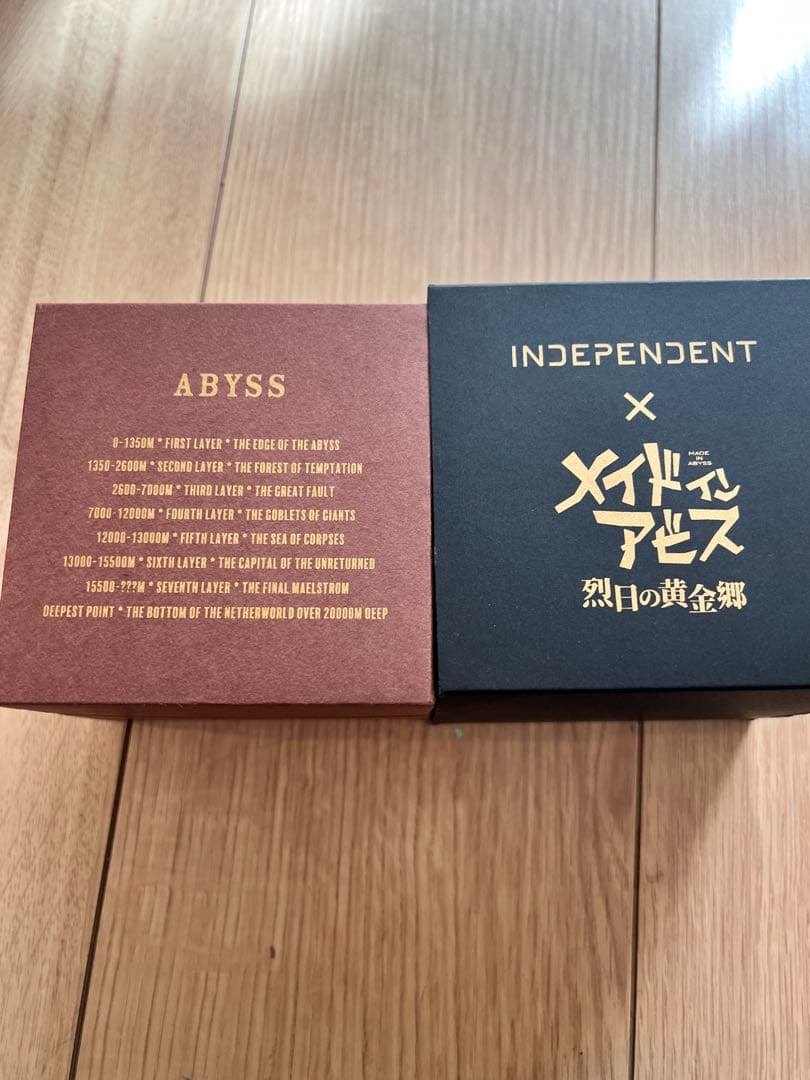 ABYSS
0-1350M * FIRST LAYER * THE EDGE OF THE ABYSS
1350-2600M * SECOND LAYER * THE FOREST OF TEMPTATION
2600-7000M * THIRD LAYER * THE GREAT FAULT
7000-12000M * FOURTH LAYER * THE GOBLETS OF GIANTS
12000-13000M * FIFTH LAYER * THE SEA OF CORPSES
13000-15500M * SIXTH LAYER * THE CAPITAL OF THE UNRETURNED
15500-???M * SEVENTH LAYER * THE FINAL MAELSTROM
DEEPEST POINT * THE BOTTOM OF THE NETHERWORLD OVER 20000M DEEP
INDEPENDENT
×
MADE
IN
ABYSS
メイドイン
アビス
烈日の黄金郷